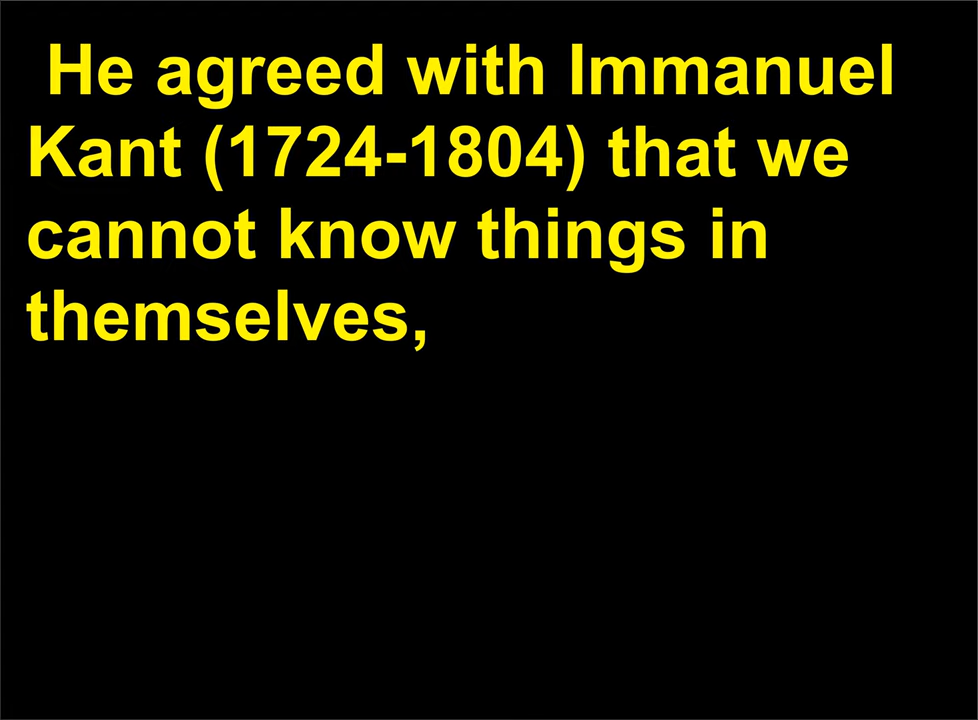 He agreed with Immanuel
Kant (1724-1804) that we
cannot know things in
themselves,